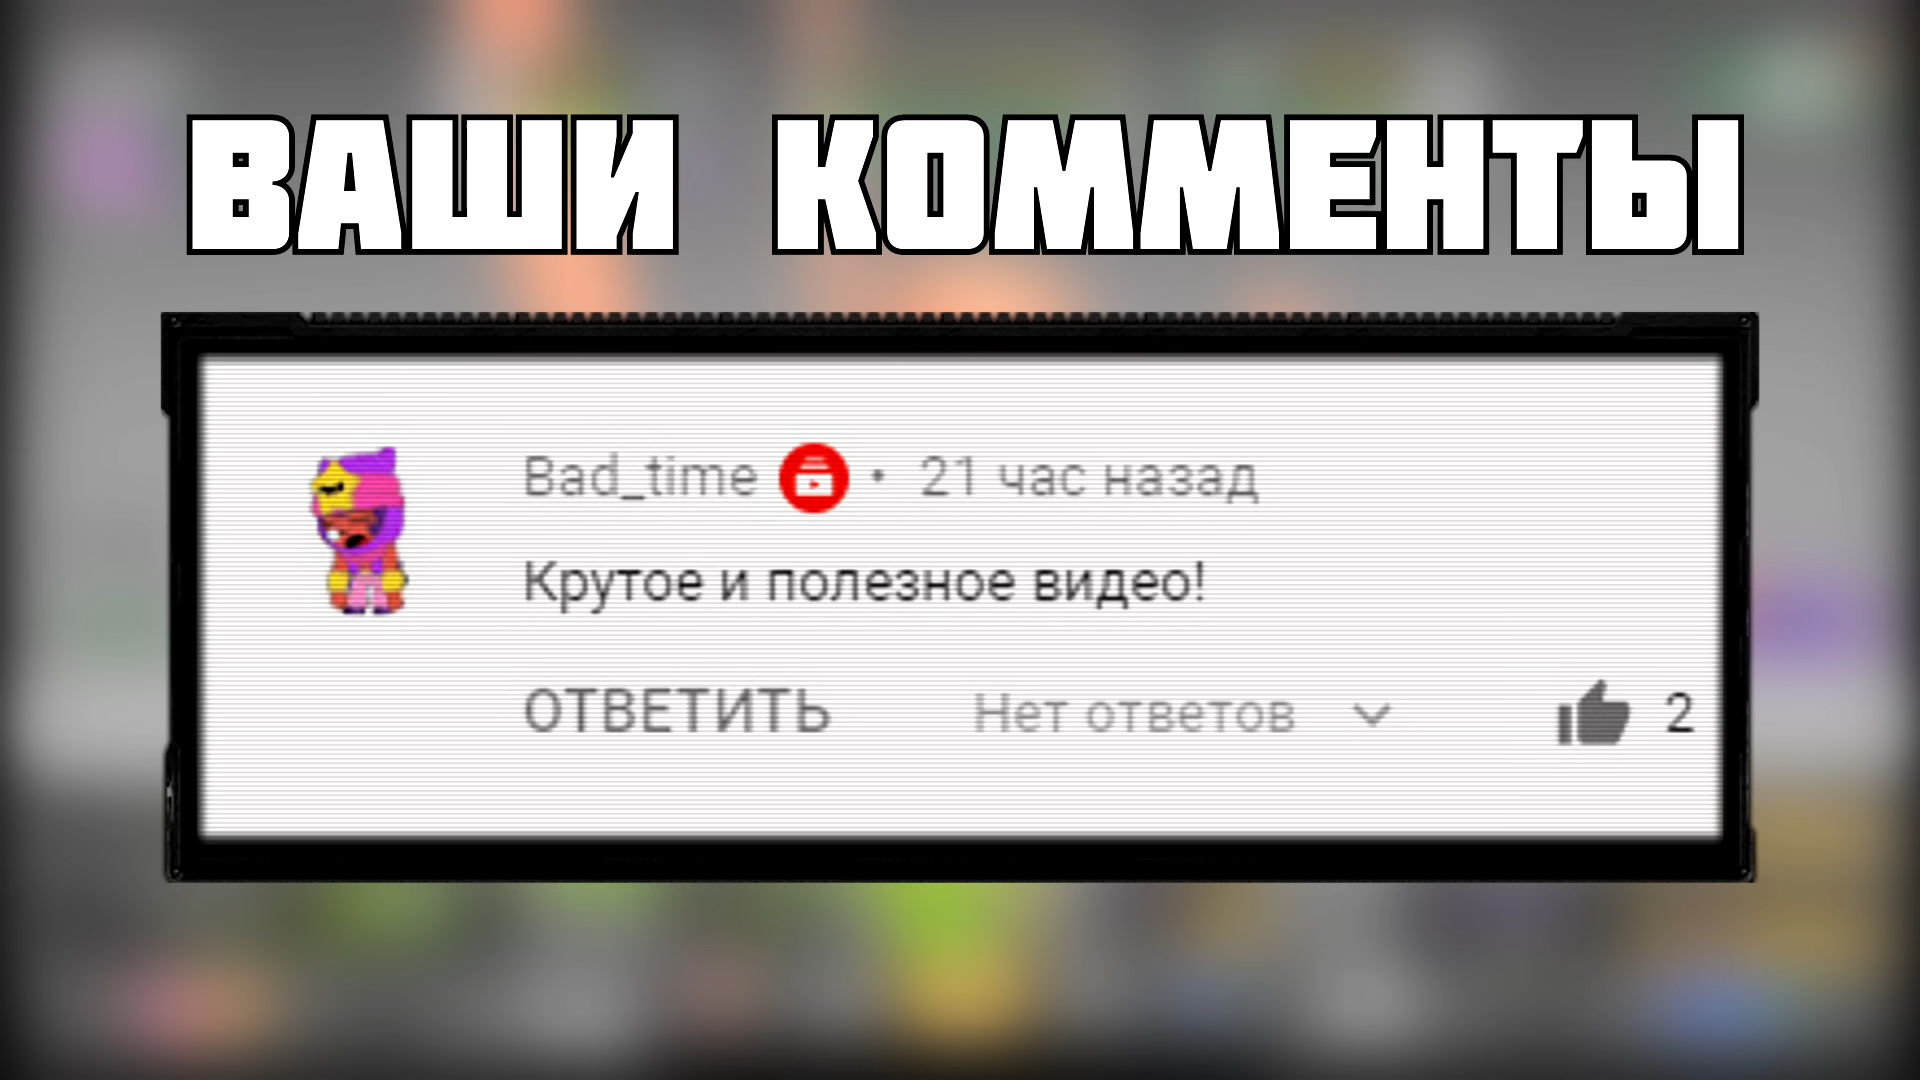 ВАШИ КОММЕНТЫ
Bad_time • 21 час назад
Крутое и полезное видео!
ОТВЕТИТЬ Нет ответов 2